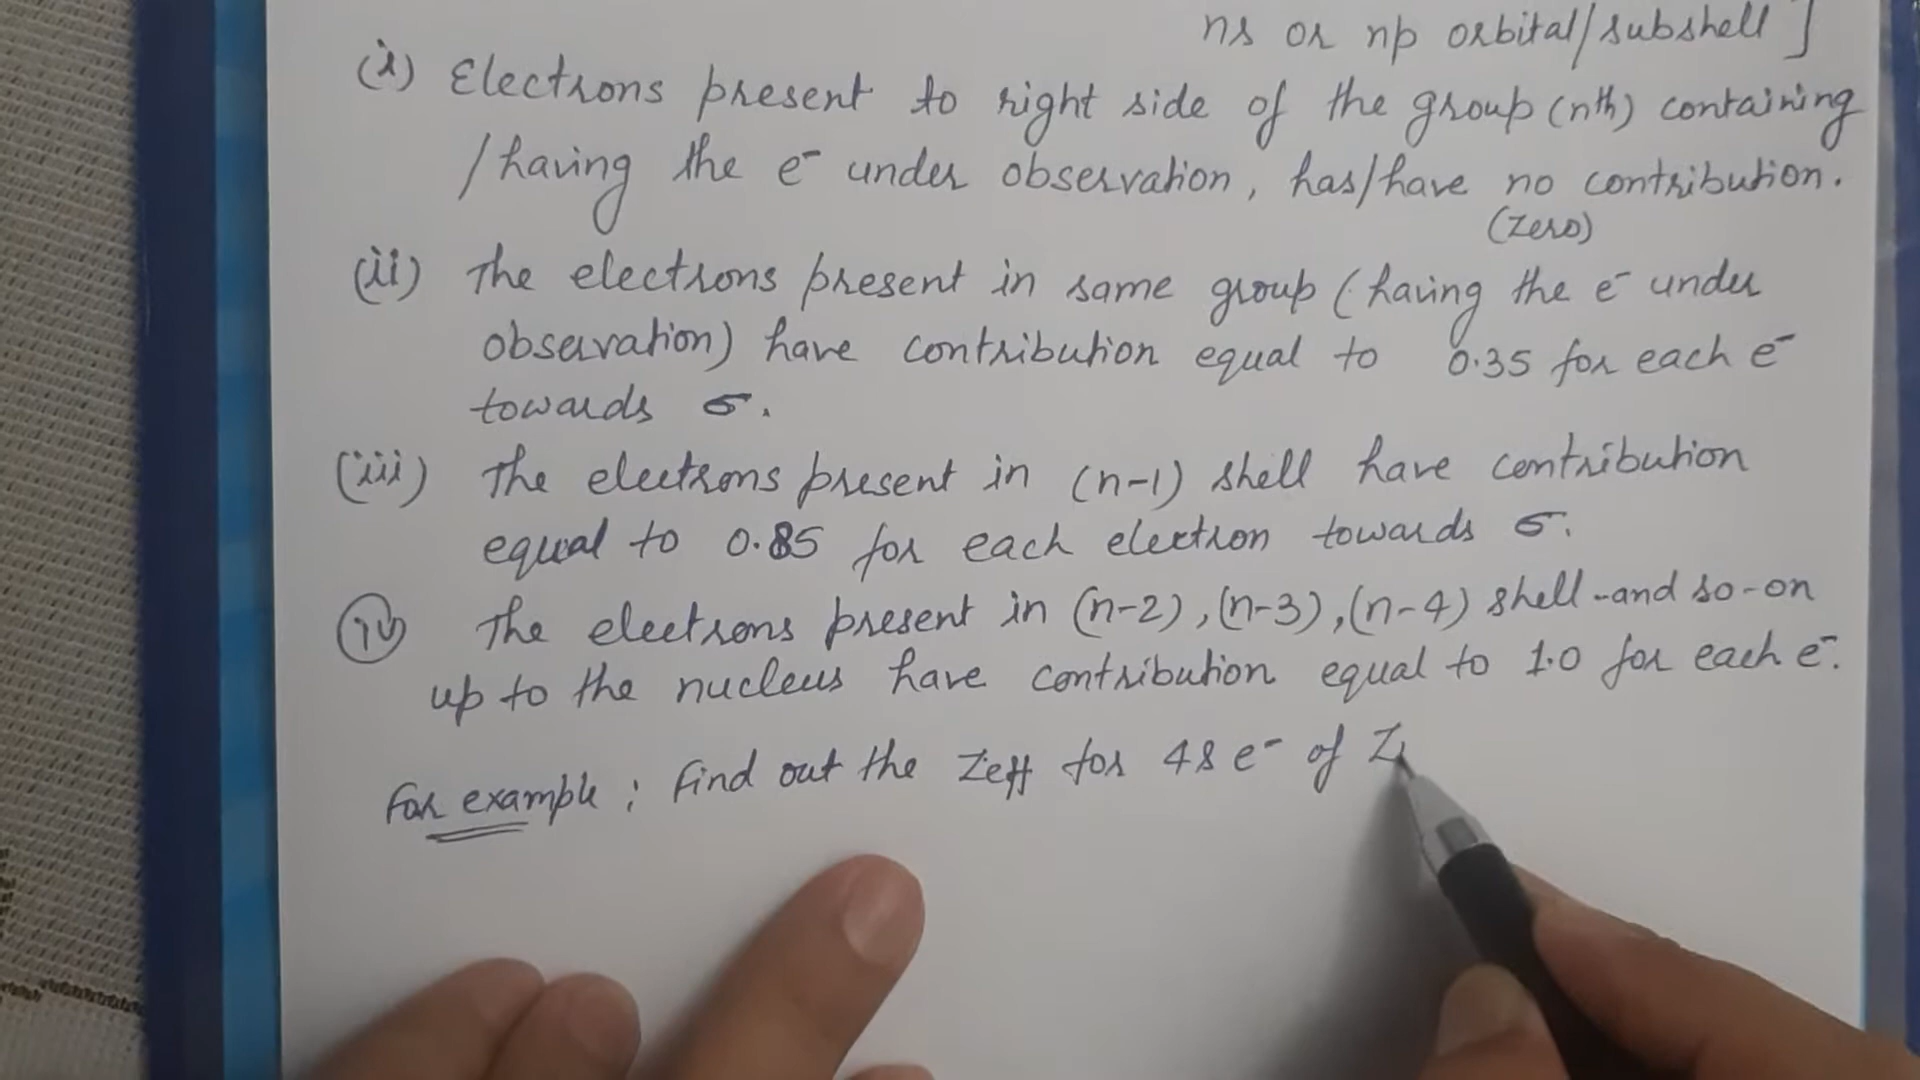 ns or np orbital/subshell]
(i) Electrons present to right side of the group (nth) containing
/having the e⁻ under observation, has/have no contribution.
(zero)
(ii) The electrons present in same group (having the e⁻ under
observation) have contribution equal to 0.35 for each e⁻
towards σ.
(iii) The electrons present in (n-1) shell have contribution
equal to 0.85 for each electron towards σ.
(iv) The electrons present in (n-2), (n-3), (n-4) shell - and so-on
up to the nucleus have contribution equal to 1.0 for each e⁻.
For example : Find out the Zeff for 4s e⁻ of Z